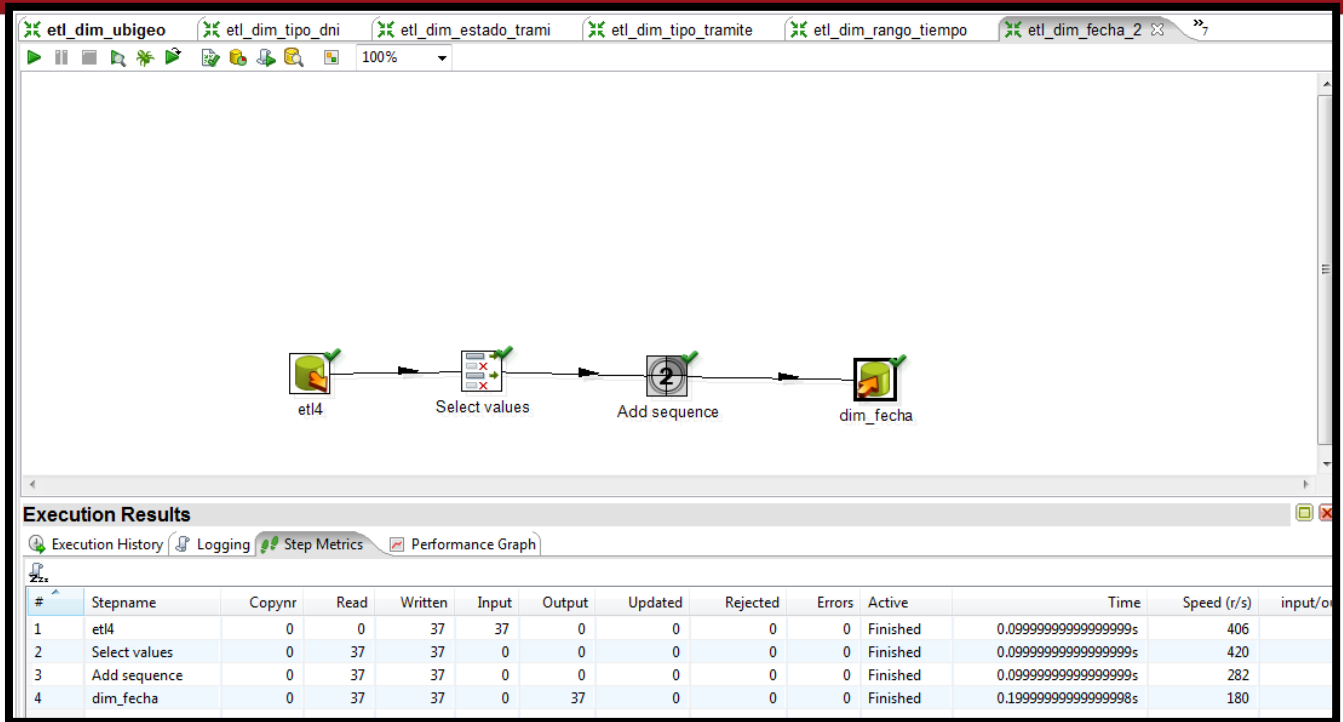 etl_dim_ubigeo etl_dim_tipo_dni etl_dim_estado_trami etl_dim_tipo_tramite etl_dim_rango_tiempo etl_dim_fecha_2 » 7
100%
etl4 Select values Add sequence dim_fecha
Execution Results
Execution History Logging Step Metrics Performance Graph
# Stepname Copynr Read Written Input Output Updated Rejected Errors Active Time Speed (r/s) input/ou
1 etl4 0 0 37 37 0 0 0 0 Finished 0.09999999999999999s 406
2 Select values 0 37 37 0 0 0 0 0 Finished 0.09999999999999999s 420
3 Add sequence 0 37 37 0 0 0 0 0 Finished 0.09999999999999999s 282
4 dim_fecha 0 37 37 0 37 0 0 0 Finished 0.19999999999999998s 180